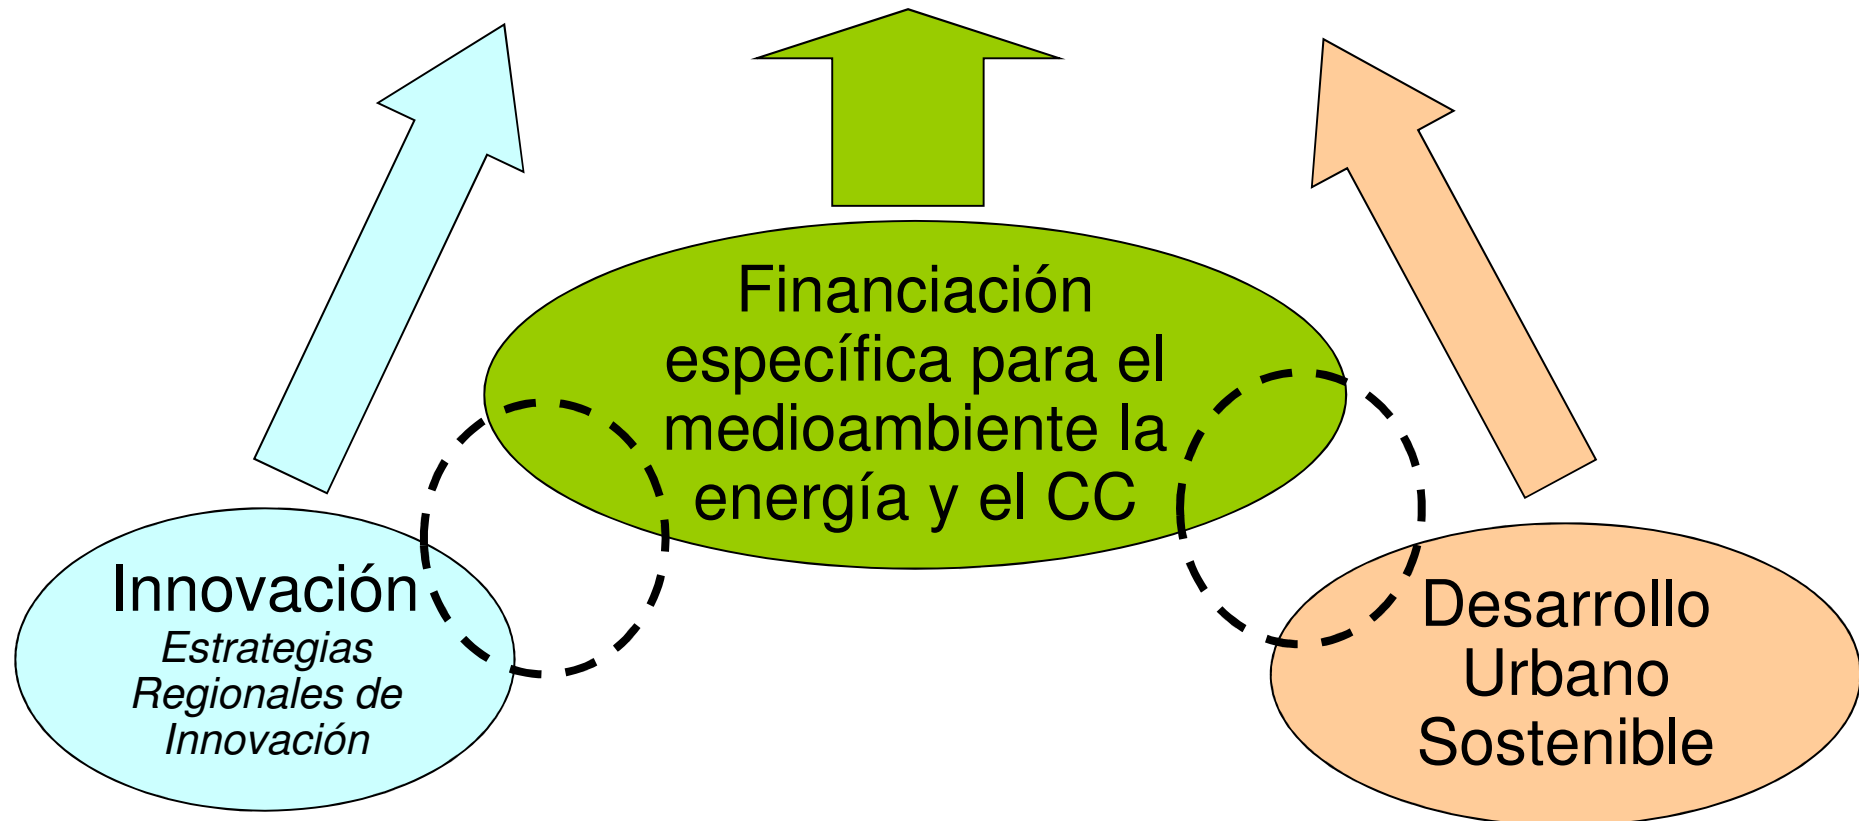 Financiación
específica para el
medioambiente la
energía y el CC
Innovación
Estrategias
Regionales de
Innovación
Desarrollo
Urbano
Sostenible